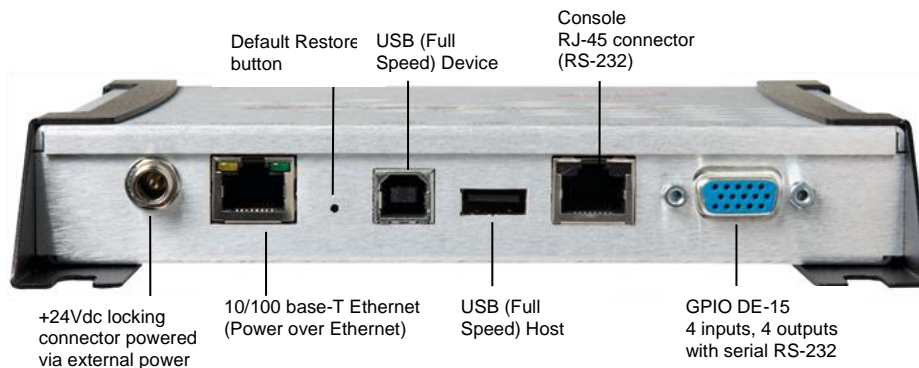 Default Restore
button
USB (Full
Speed) Device
Console
RJ-45 connector
(RS-232)
+24Vdc locking
connector powered
via external power
10/100 base-T Ethernet
(Power over Ethernet)
USB (Full
Speed) Host
GPIO DE-15
4 inputs, 4 outputs
with serial RS-232